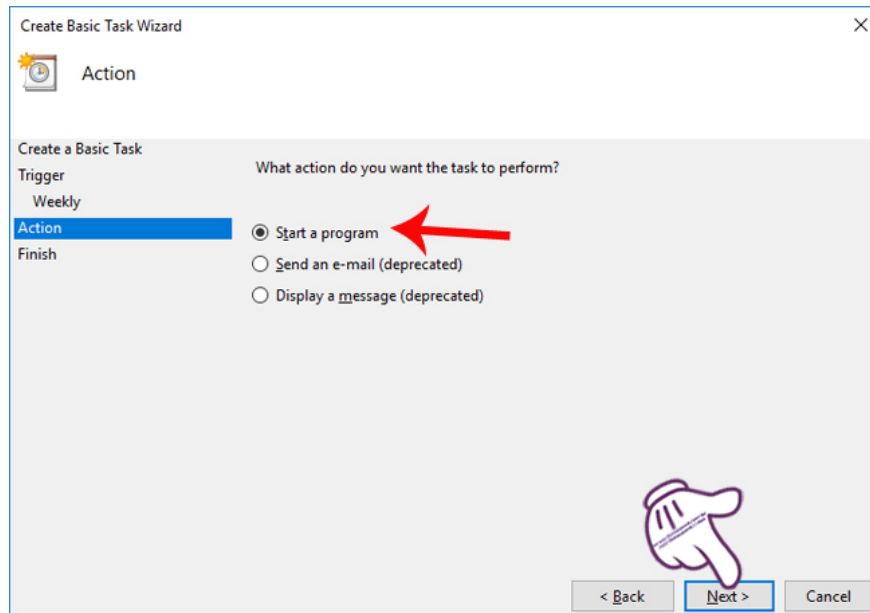 Create Basic Task Wizard
Action
Create a Basic Task
Trigger
Weekly
Action
Finish
What action do you want the task to perform?
Start a program
Send an e-mail (deprecated)
Display a message (deprecated)
< Back
Next >
Cancel